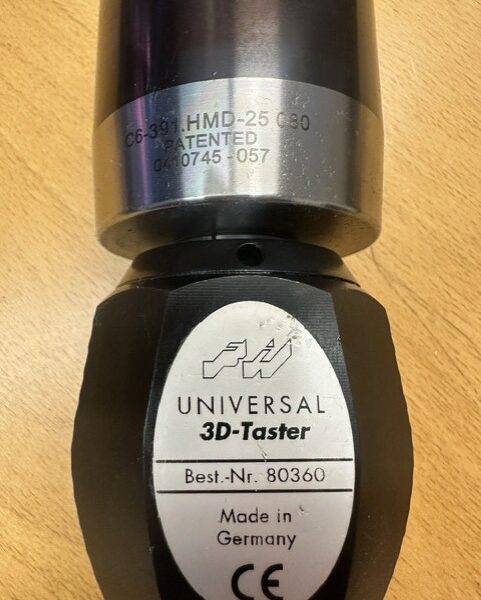 C6-391.HMD-25 080
PATENTED
0410745-057
UNIVERSAL
3D-Taster
Best.-Nr. 80360
Made in
Germany
CE